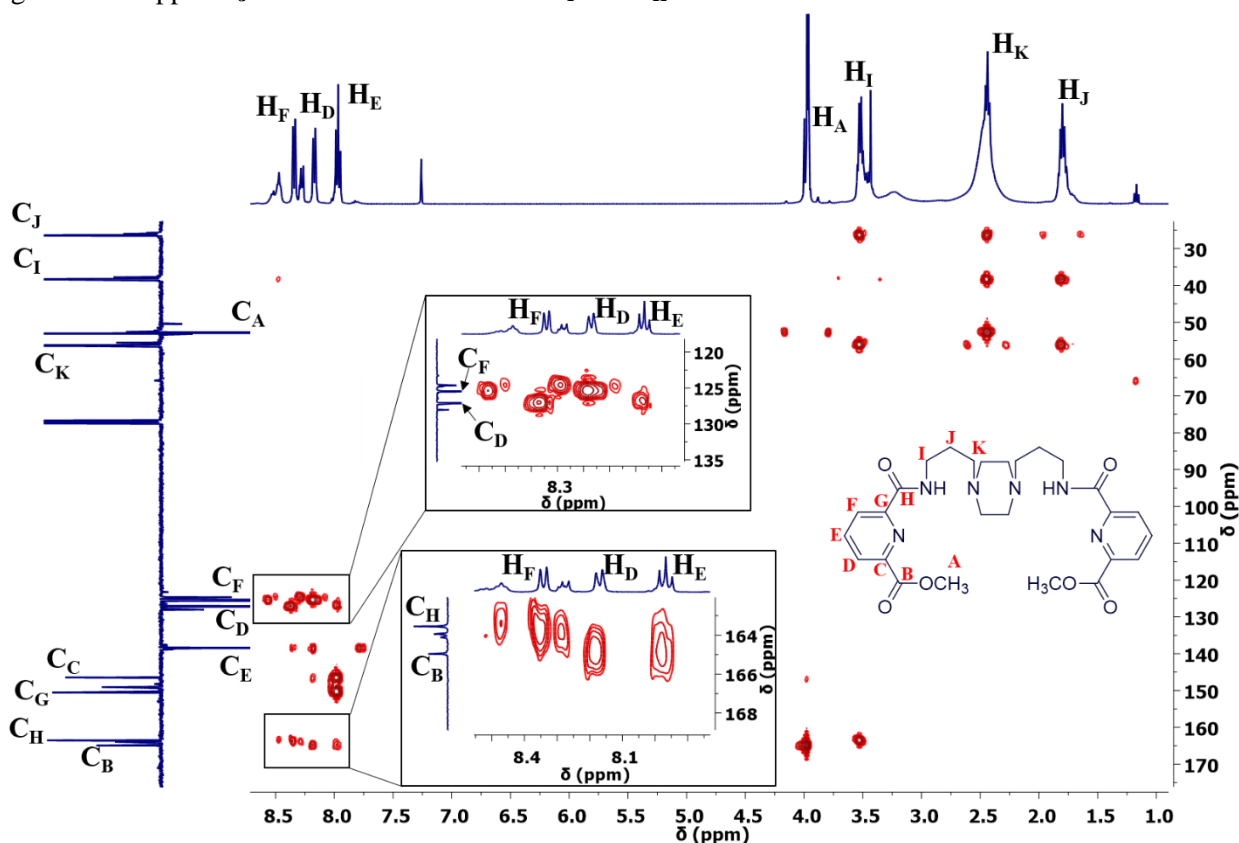 H_F H_D H_E H_A H_I H_K H_J
C_J
C_I
C_A
C_K
C_F
C_D
C_E
C_C
C_G
C_H
C_B
H_F H_D H_E
C_F
C_D
120
125
130
135
δ (ppm)
8.3
δ (ppm)
H_F H_D H_E
C_H
C_B
164
166
168
δ (ppm)
8.4 8.1
δ (ppm)
J
I K
O O
H G NH N N NH
F
E N N
D
C B A
OCH₃ CH₃O
O O
30
40
50
60
70
80
90
100
110
120
130
140
150
160
170
δ (ppm)
8.5 8.0 7.5 7.0 6.5 6.0 5.5 5.0 4.5 4.0 3.5 3.0 2.5 2.0 1.5 1.0
δ (ppm)